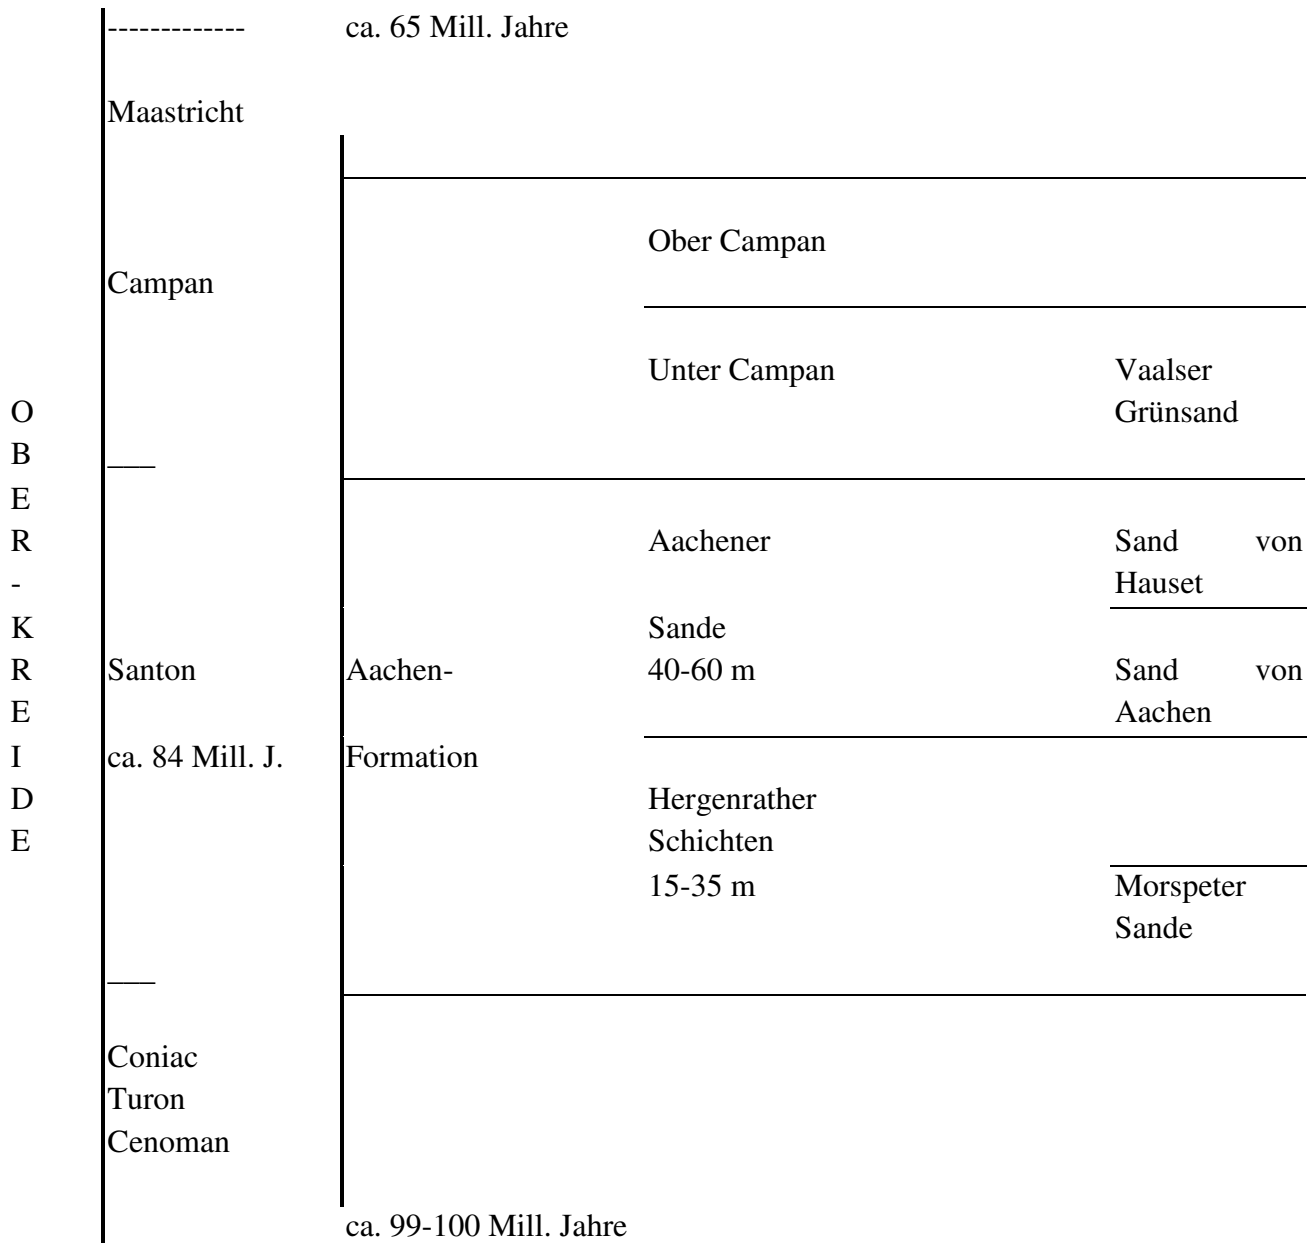 ------------- ca. 65 Mill. Jahre
Maastricht
Ober Campan
Campan
Unter Campan Vaalser
O Grünsand
B ___
E
R Aachener Sand von
- Hauset
K Sande
R Santon Aachen- 40-60 m Sand von
E Aachen
I ca. 84 Mill. J. Formation
D Hergenrather
E Schichten
15-35 m Morspeter
Sande
___
Coniac
Turon
Cenoman
ca. 99-100 Mill. Jahre